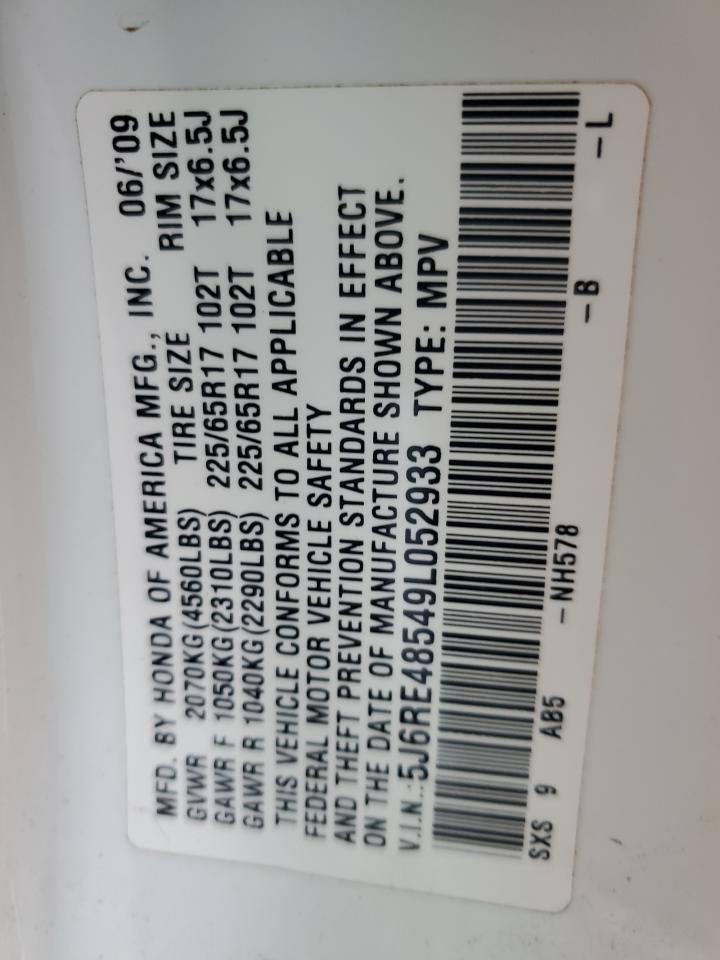 MFD. BY HONDA OF AMERICA MFG., INC. 06/'09
GVWR 2070KG(4560LBS) TIRE SIZE RIM SIZE
GAWR F 1050KG(2310LBS) 225/65R17 102T 17x6.5J
GAWR R 1040KG(2290LBS) 225/65R17 102T 17x6.5J
THIS VEHICLE CONFORMS TO ALL APPLICABLE
FEDERAL MOTOR VEHICLE SAFETY
AND THEFT PREVENTION STANDARDS IN EFFECT
ON THE DATE OF MANUFACTURE SHOWN ABOVE.
V.I.N.:5J6RE48549L052933 TYPE: MPV
SXS 9 AB5 -NH578 -B -L